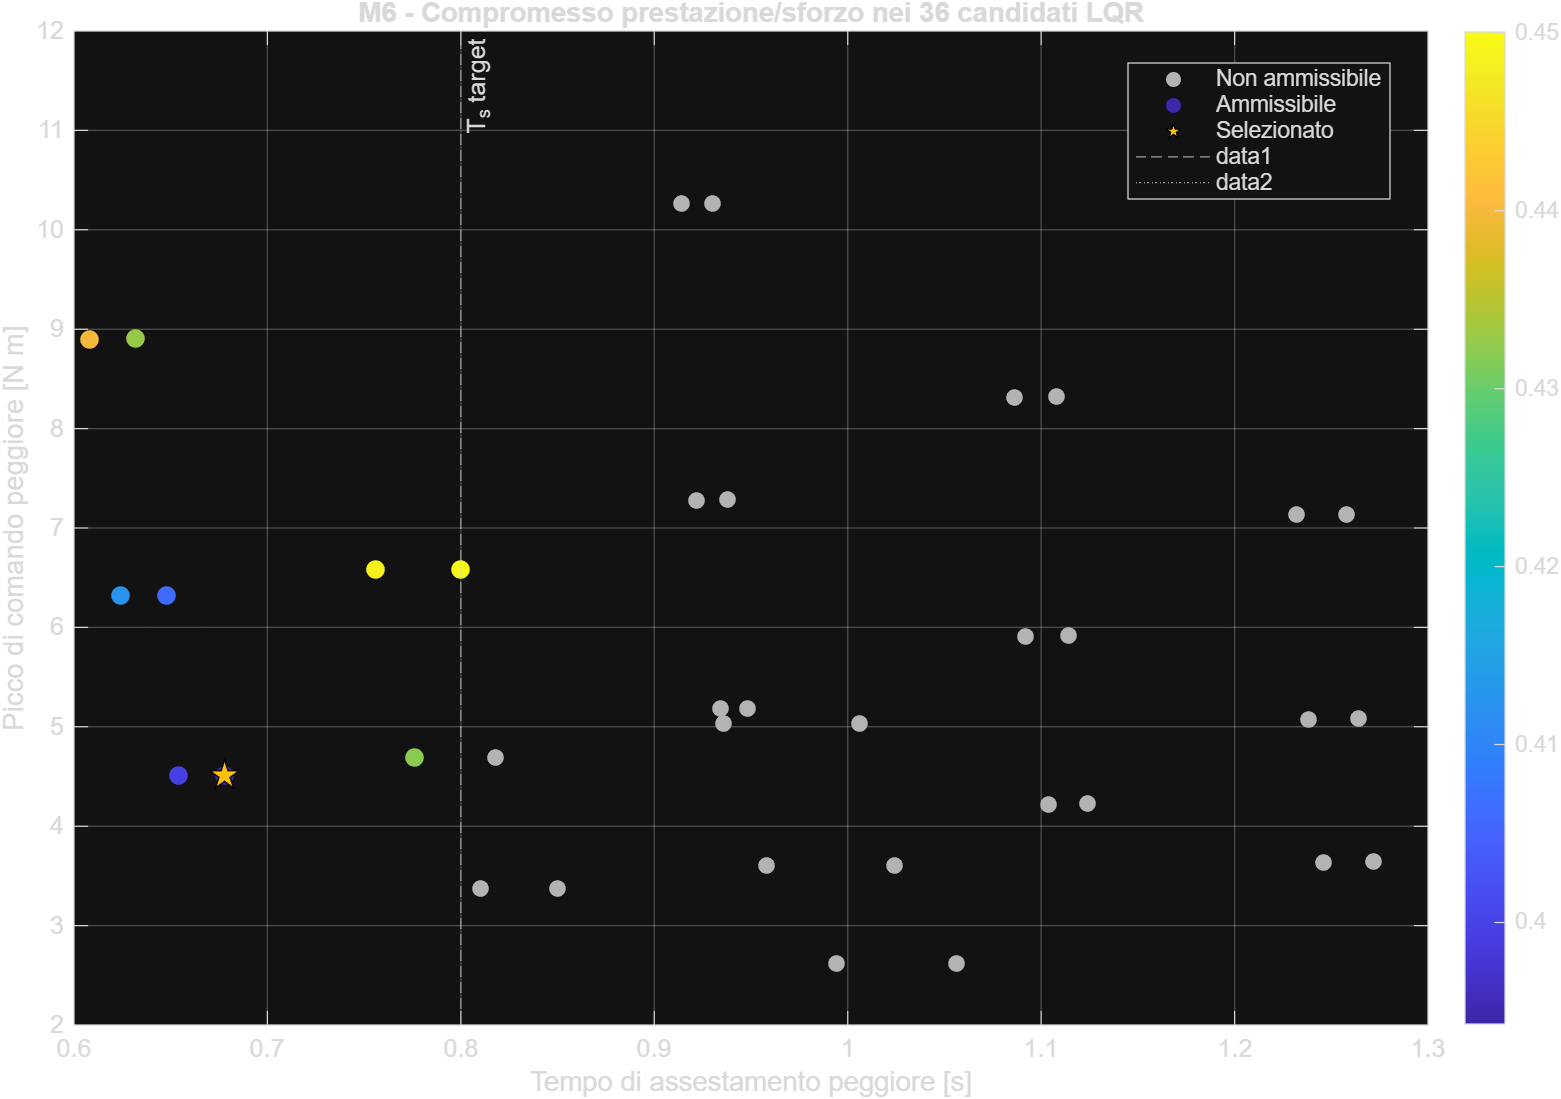 M6 - Compromesso prestazione/sforzo nei 36 candidati LQR
12
11
10
9
8
7
6
5
4
3
2
Picco di comando peggiore [N m]
0.6
0.7
0.8
0.9
1
1.1
1.2
1.3
Tempo di assestamento peggiore [s]
Ts target
Non ammissibile
Ammissibile
Selezionato
data1
data2
0.45
0.44
0.43
0.42
0.41
0.4